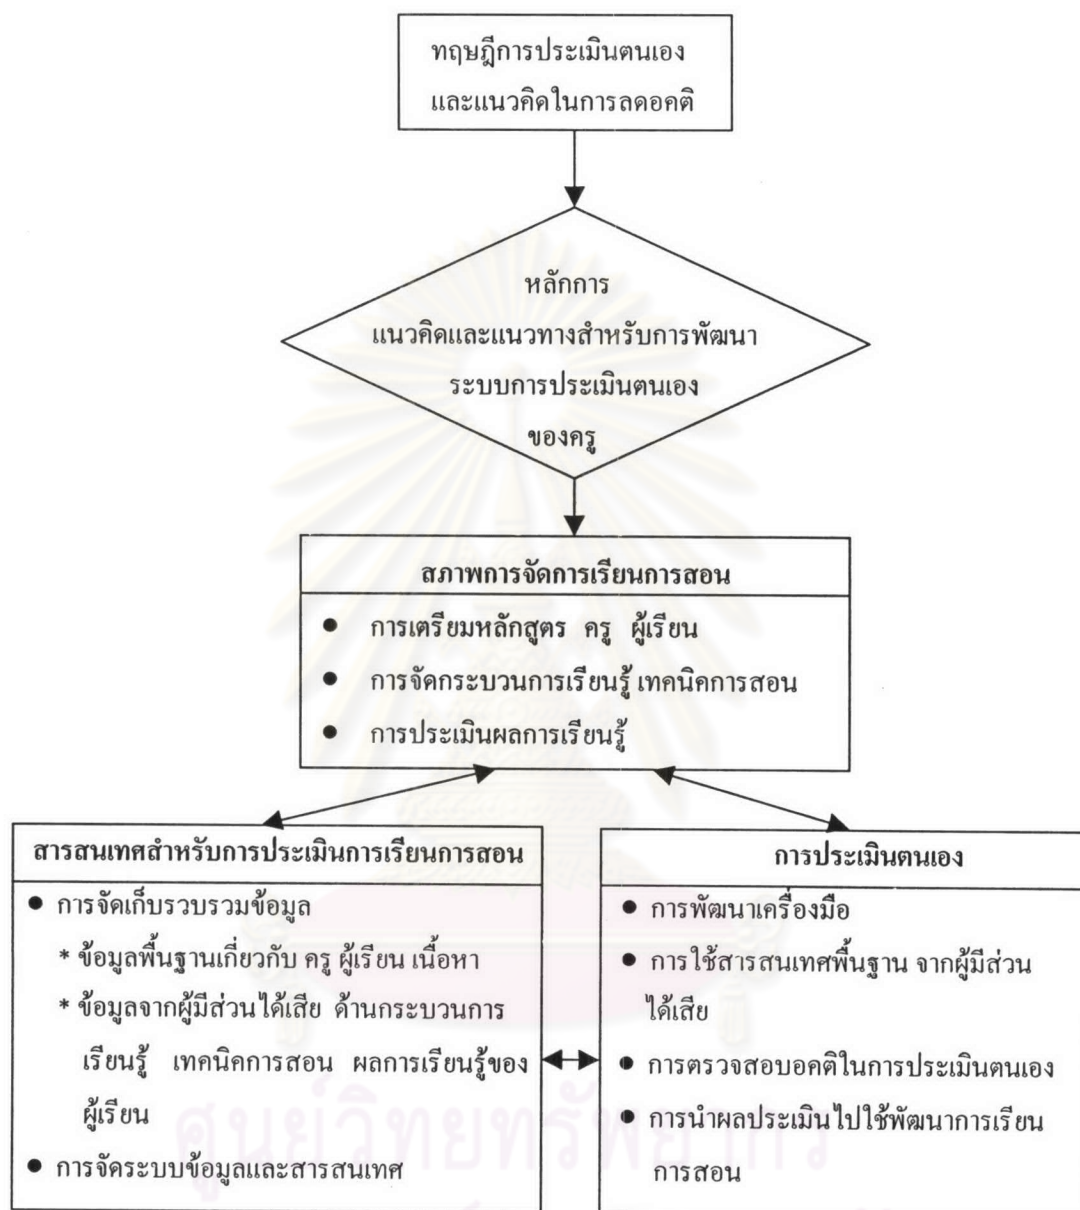 ทฤษฎีการประเมินตนเอง
และแนวคิดในการลดอคติ
หลักการ
แนวคิดและแนวทางสำหรับการพัฒนา
ระบบการประเมินตนเอง
ของครู
สภาพการจัดการเรียนการสอน
● การเตรียมหลักสูตร ครู ผู้เรียน
● การจัดกระบวนการเรียนรู้ เทคนิคการสอน
● การประเมินผลการเรียนรู้
สารสนเทศสำหรับการประเมินการเรียนการสอน
● การจัดเก็บรวบรวมข้อมูล
* ข้อมูลพื้นฐานเกี่ยวกับ ครู ผู้เรียน เนื้อหา
* ข้อมูลจากผู้มีส่วนได้เสีย ด้านกระบวนการ
เรียนรู้ เทคนิคการสอน ผลการเรียนรู้ของ
ผู้เรียน
● การจัดระบบข้อมูลและสารสนเทศ
การประเมินตนเอง
● การพัฒนาเครื่องมือ
● การใช้สารสนเทศพื้นฐาน จากผู้มีส่วน
ได้เสีย
● การตรวจสอบอคติในการประเมินตนเอง
● การนำผลประเมินไปใช้พัฒนาการเรียน
การสอน
ศูนย์วิทยทรัพยากร